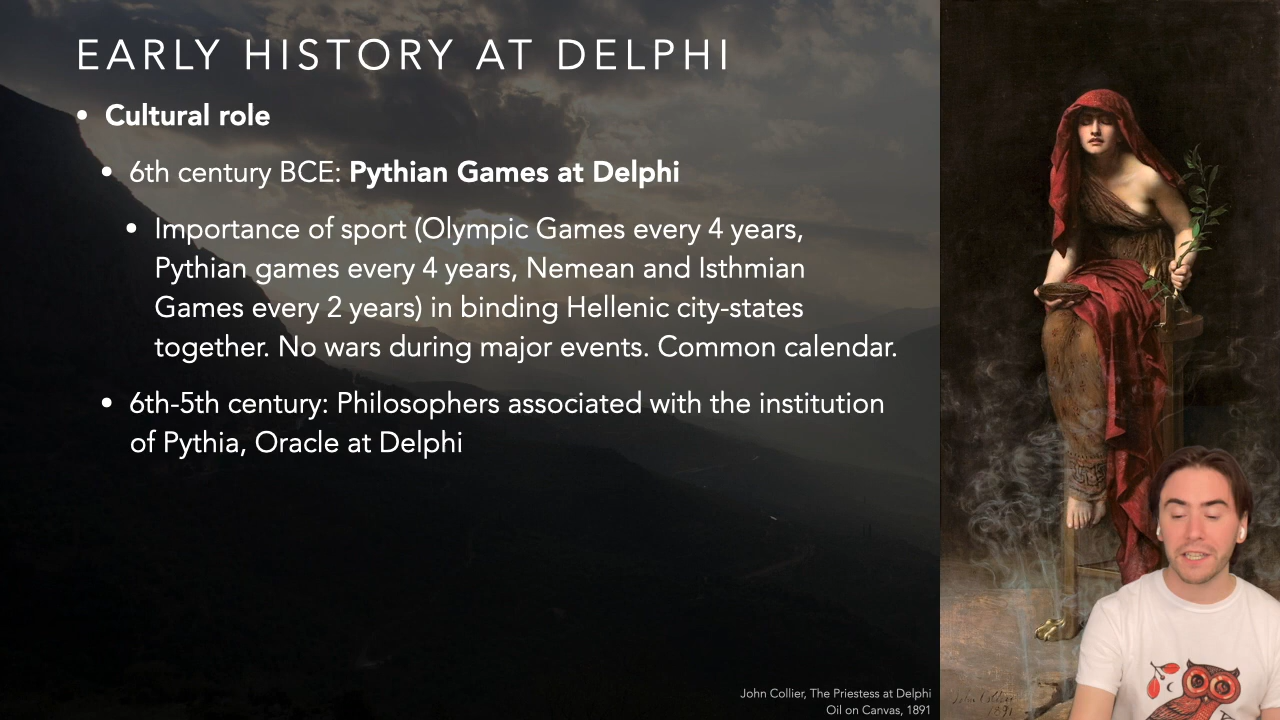 EARLY HISTORY AT DELPHI
• Cultural role
• 6th century BCE: Pythian Games at Delphi
• Importance of sport (Olympic Games every 4 years,
Pythian games every 4 years, Nemean and Isthmian
Games every 2 years) in binding Hellenic city-states
together. No wars during major events. Common calendar.
• 6th-5th century: Philosophers associated with the institution
of Pythia, Oracle at Delphi
John Collier, The Priestess at Delphi
Oil on Canvas, 1891
John Collier
1891